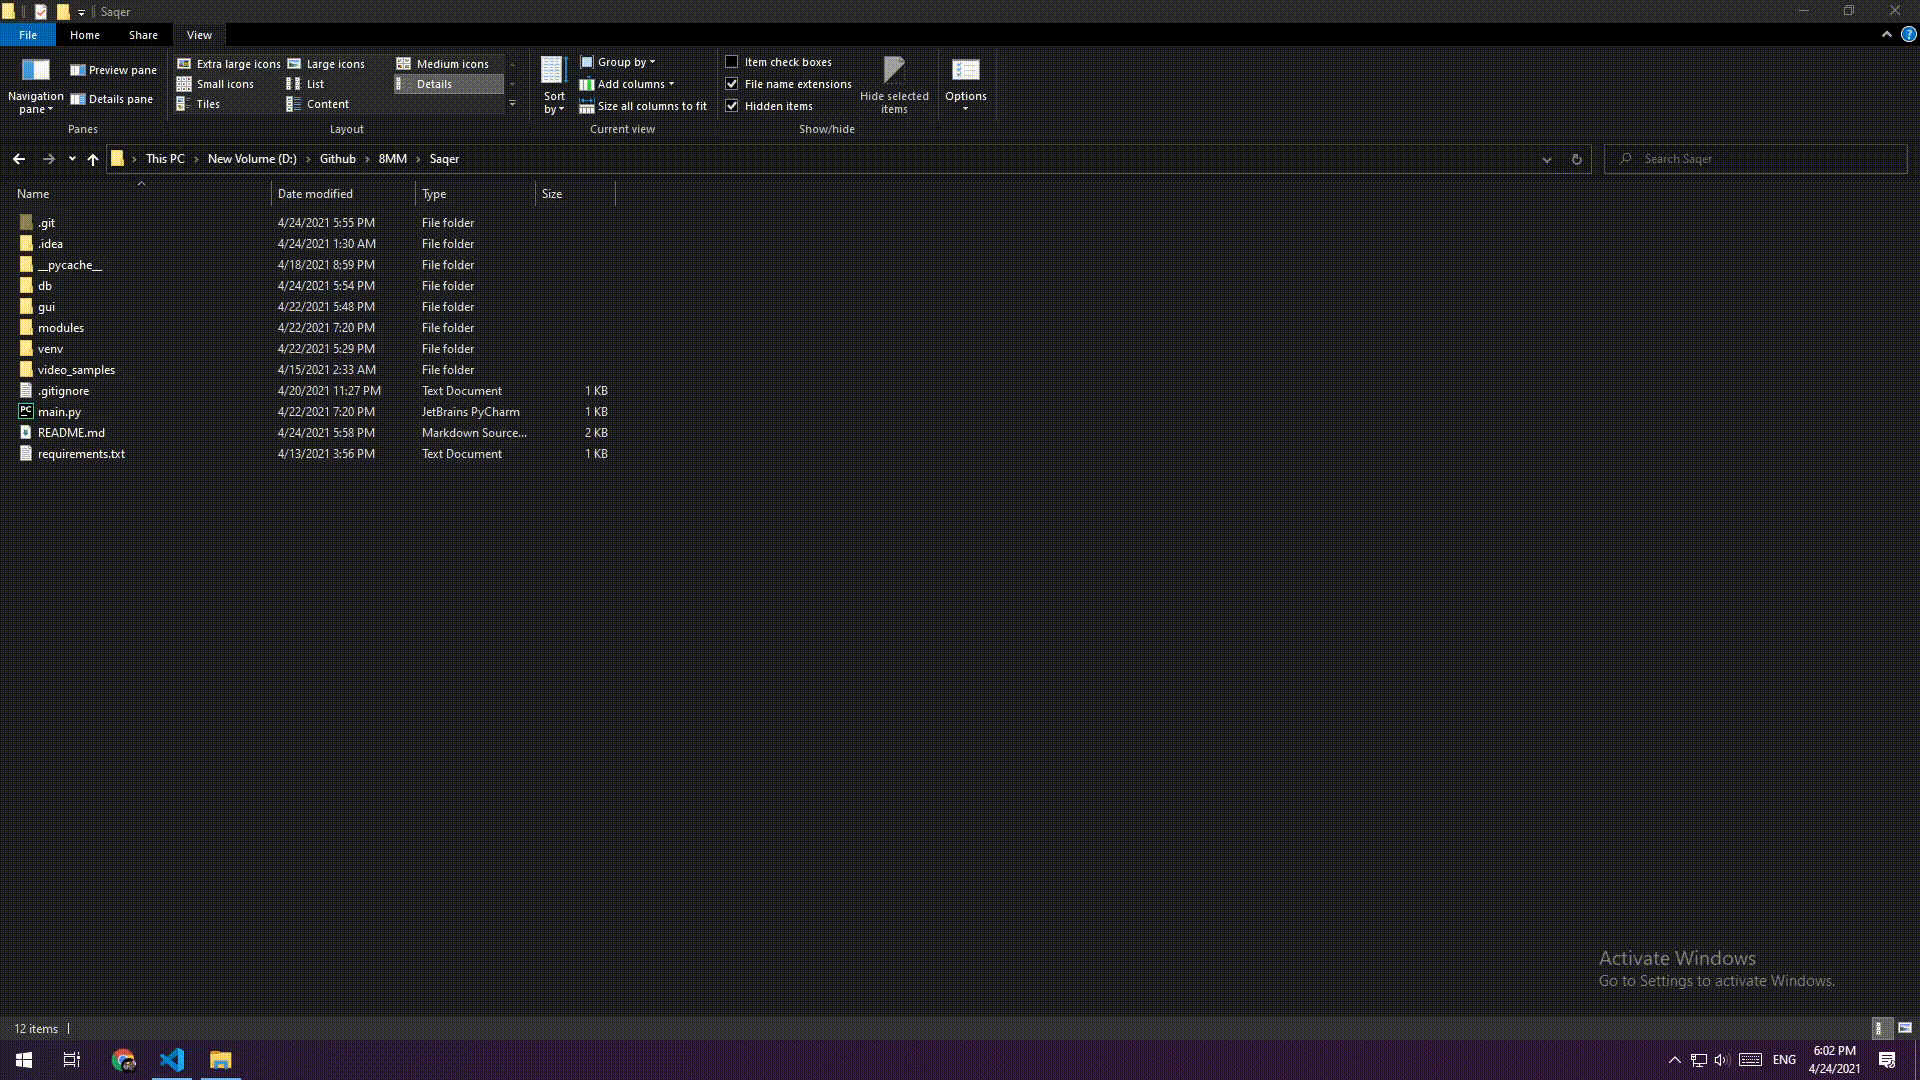 Saqer
File Home Share View
Navigation pane
Preview pane
Details pane
Panes
Extra large icons Large icons Medium icons
Small icons List Details
Tiles Content
Layout
Sort by
Group by
Add columns
Size all columns to fit
Current view
Item check boxes
File name extensions
Hidden items
Hide selected items
Show/hide
Options
This PC › New Volume (D:) › Github › 8MM › Saqer
Search Saqer
Name Date modified Type Size
.git 4/24/2021 5:55 PM File folder
.idea 4/24/2021 1:30 AM File folder
__pycache__ 4/18/2021 8:59 PM File folder
db 4/24/2021 5:54 PM File folder
gui 4/22/2021 5:48 PM File folder
modules 4/22/2021 7:20 PM File folder
venv 4/22/2021 5:29 PM File folder
video_samples 4/15/2021 2:33 AM File folder
.gitignore 4/20/2021 11:27 PM Text Document 1 KB
main.py 4/22/2021 7:20 PM JetBrains PyCharm 1 KB
README.md 4/24/2021 5:58 PM Markdown Source... 2 KB
requirements.txt 4/13/2021 3:56 PM Text Document 1 KB
Activate Windows
Go to Settings to activate Windows.
12 items
ENG
6:02 PM
4/24/2021